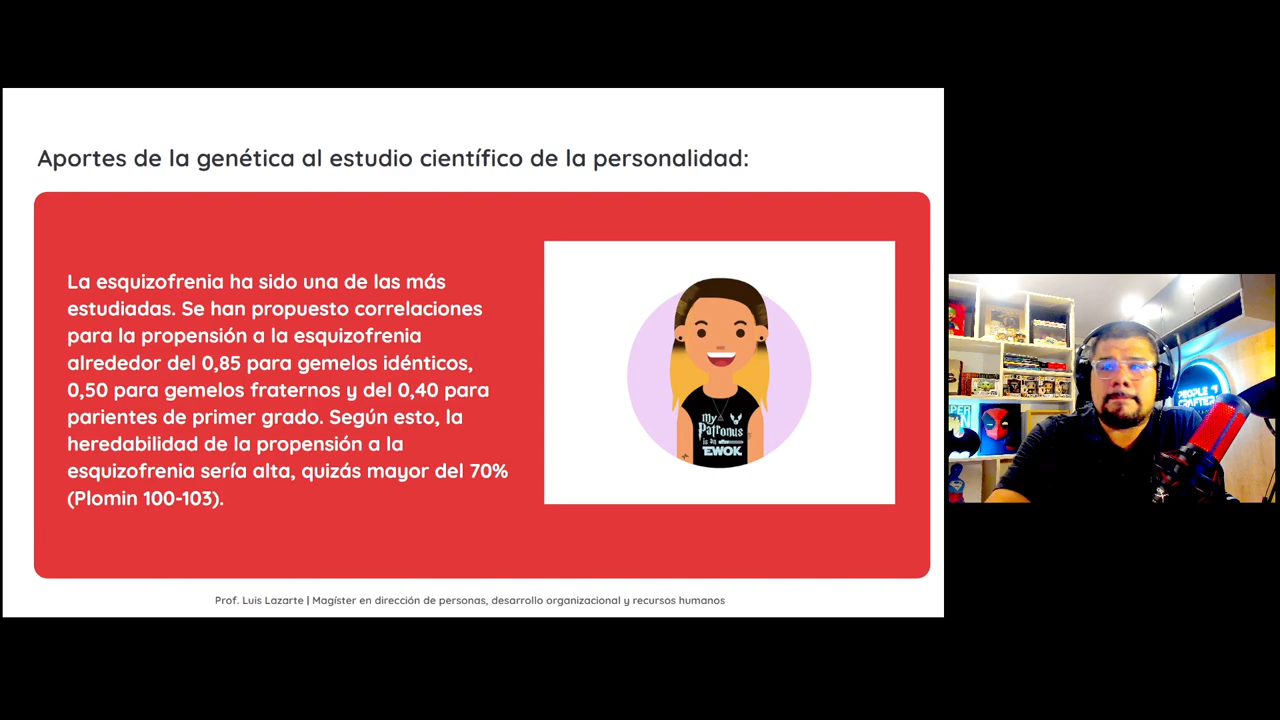 Aportes de la genética al estudio científico de la personalidad:
La esquizofrenia ha sido una de las más
estudiadas. Se han propuesto correlaciones
para la propensión a la esquizofrenia
alrededor del 0,85 para gemelos idénticos,
0,50 para gemelos fraternos y del 0,40 para
parientes de primer grado. Según esto, la
heredabilidad de la propensión a la
esquizofrenia sería alta, quizás mayor del 70%
(Plomin 100-103).
My
Patronus
is an
EWOK
Prof. Luis Lazarte | Magíster en dirección de personas, desarrollo organizacional y recursos humanos
PEOPLE
CRAFTER